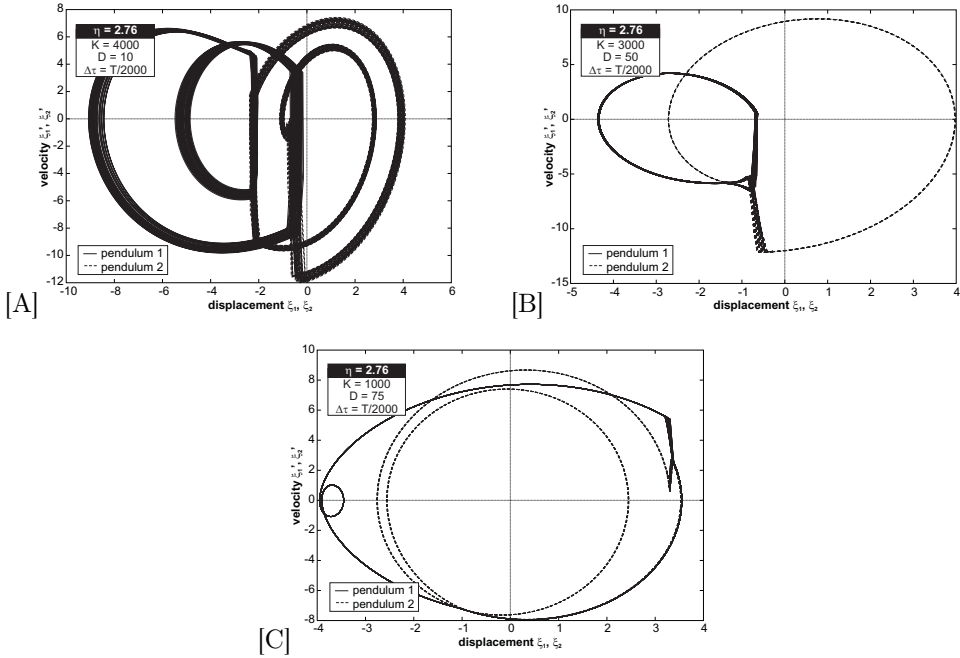 8
6
4
2
0
-2
-4
-6
-8
-10
-12
η = 2.76
K = 4000
D = 10
Δτ = T/2000
velocity ξ₁', ξ₂'
pendulum 1
pendulum 2
-10 -8 -6 -4 -2 0 2 4 6
displacement ξ₁, ξ₂
[A]
10
5
0
-5
-10
-15
η = 2.76
K = 3000
D = 50
Δτ = T/2000
velocity ξ₁', ξ₂'
pendulum 1
pendulum 2
-5 -4 -3 -2 -1 0 1 2 3 4
displacement ξ₁, ξ₂
[B]
10
8
6
4
2
0
-2
-4
-6
-8
η = 2.76
K = 1000
D = 75
Δτ = T/2000
velocity ξ₁', ξ₂'
pendulum 1
pendulum 2
-4 -3 -2 -1 0 1 2 3 4
displacement ξ₁, ξ₂
[C]